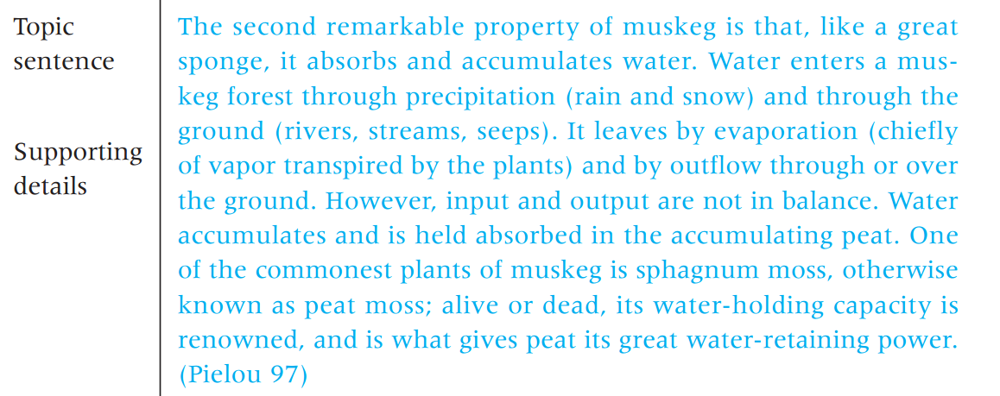 Topic
sentence
Supporting
details
The second remarkable property of muskeg is that, like a great
sponge, it absorbs and accumulates water. Water enters a mus-
keg forest through precipitation (rain and snow) and through the
ground (rivers, streams, seeps). It leaves by evaporation (chiefly
of vapor transpired by the plants) and by outflow through or over
the ground. However, input and output are not in balance. Water
accumulates and is held absorbed in the accumulating peat. One
of the commonest plants of muskeg is sphagnum moss, otherwise
known as peat moss; alive or dead, its water-holding capacity is
renowned, and is what gives peat its great water-retaining power.
(Pielou 97)